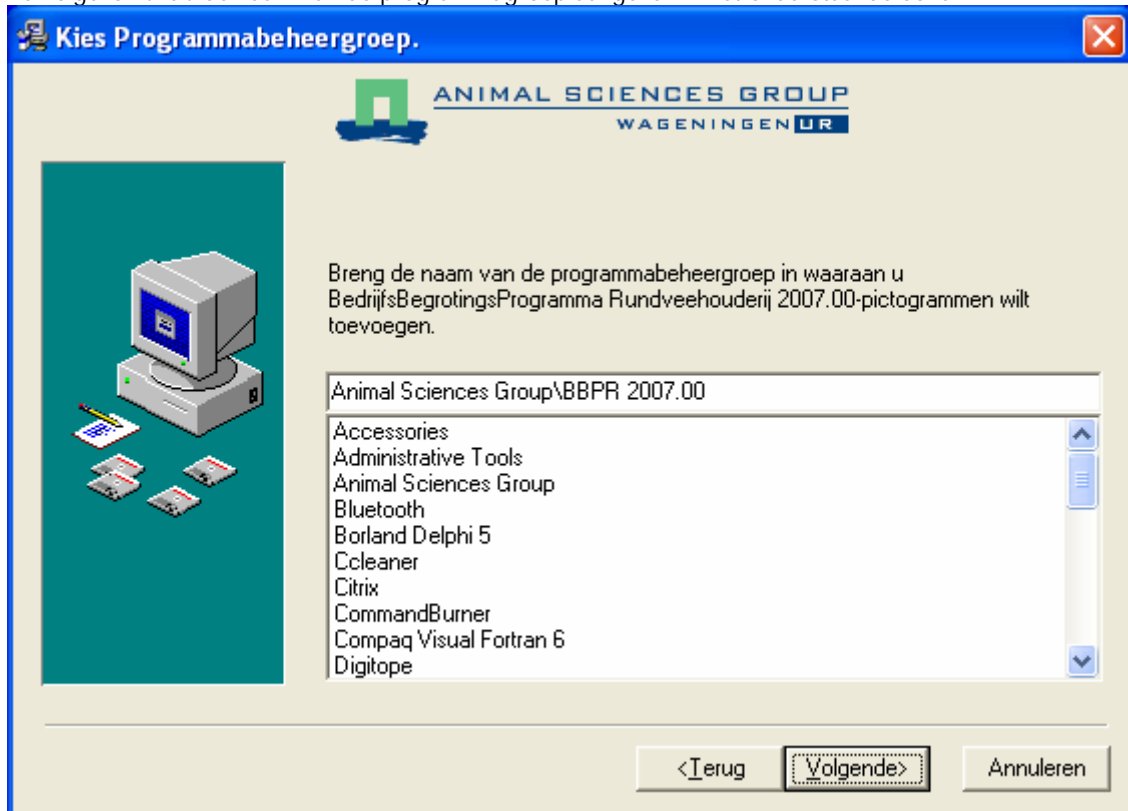 Kies Programmabeheergroep.
ANIMAL SCIENCES GROUP
WAGENINGEN UR
Breng de naam van de programmabeheergroep in waaraan u
BedrijfsBegrotingsProgramma Rundveehouderij 2007.00-pictogrammen wilt
toevoegen.
Animal Sciences Group\BBPR 2007.00
Accessories
Administrative Tools
Animal Sciences Group
Bluetooth
Borland Delphi 5
Ccleaner
Citrix
CommandBurner
Compaq Visual Fortran 6
Digitope
<Terug Volgende> Annuleren